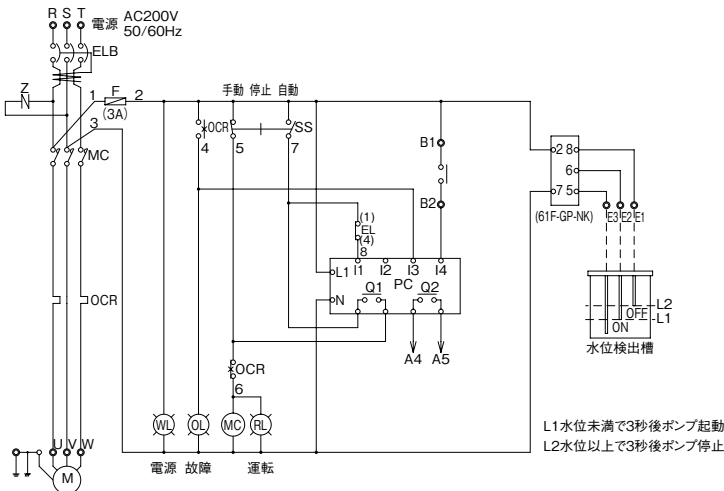 R S T 電源 AC200V
50/60Hz
ELB
Z
1 F 2
(3A)
3
手動 停止 自動
OCR
SS
4 5 7
MC
B1
B2
2 8
6
7 5
(61F-GP-NK)
E3 E2 E1
(1)
EL
(4)
8
L1 I1 I2 I3 I4
PC
N Q1 Q2
OCR
L2
OFF
L1
ON
水位検出槽
A4 A5
OCR
6
WL OL MC RL
電源 故障 運転
U V W
M
L1水位未満で3秒後ポンプ起動
L2水位以上で3秒後ポンプ停止